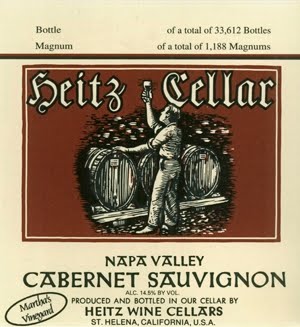 Bottle of a total of 33,612 Bottles
Magnum of a total of 1,188 Magnums
Heitz Cellar
NAPA VALLEY
CABERNET SAUVIGNON
ALC. 14.5% BY VOL.
PRODUCED AND BOTTLED IN OUR CELLAR BY
HEITZ WINE CELLARS
ST. HELENA, CALIFORNIA, U.S.A.
Martha's
Vineyard